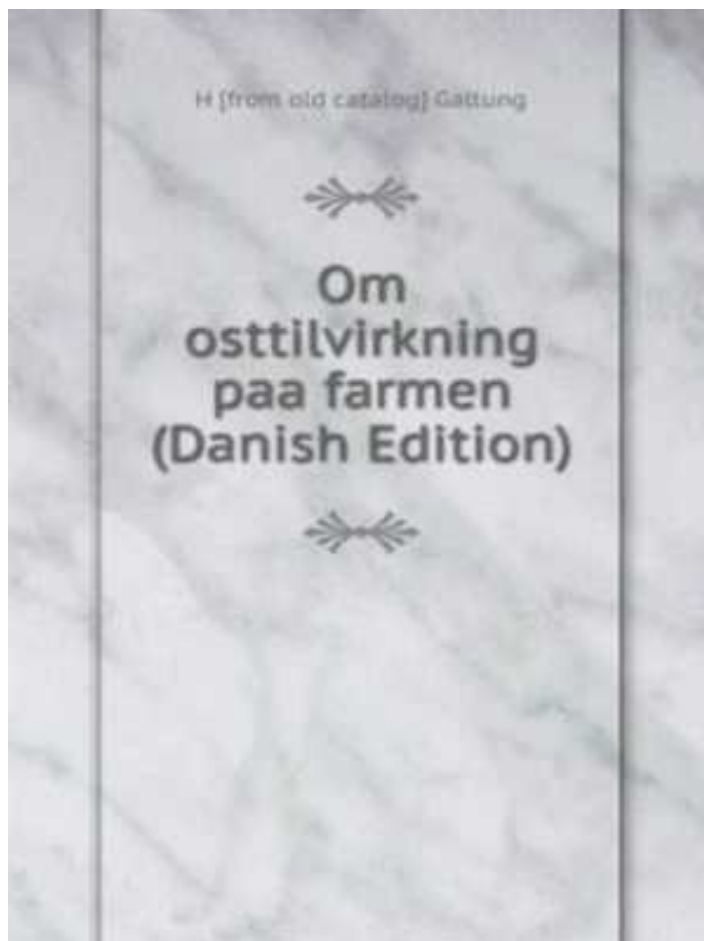 H [from old catalog] Gattung
Om
osttilvirkning
paa farmen
(Danish Edition)